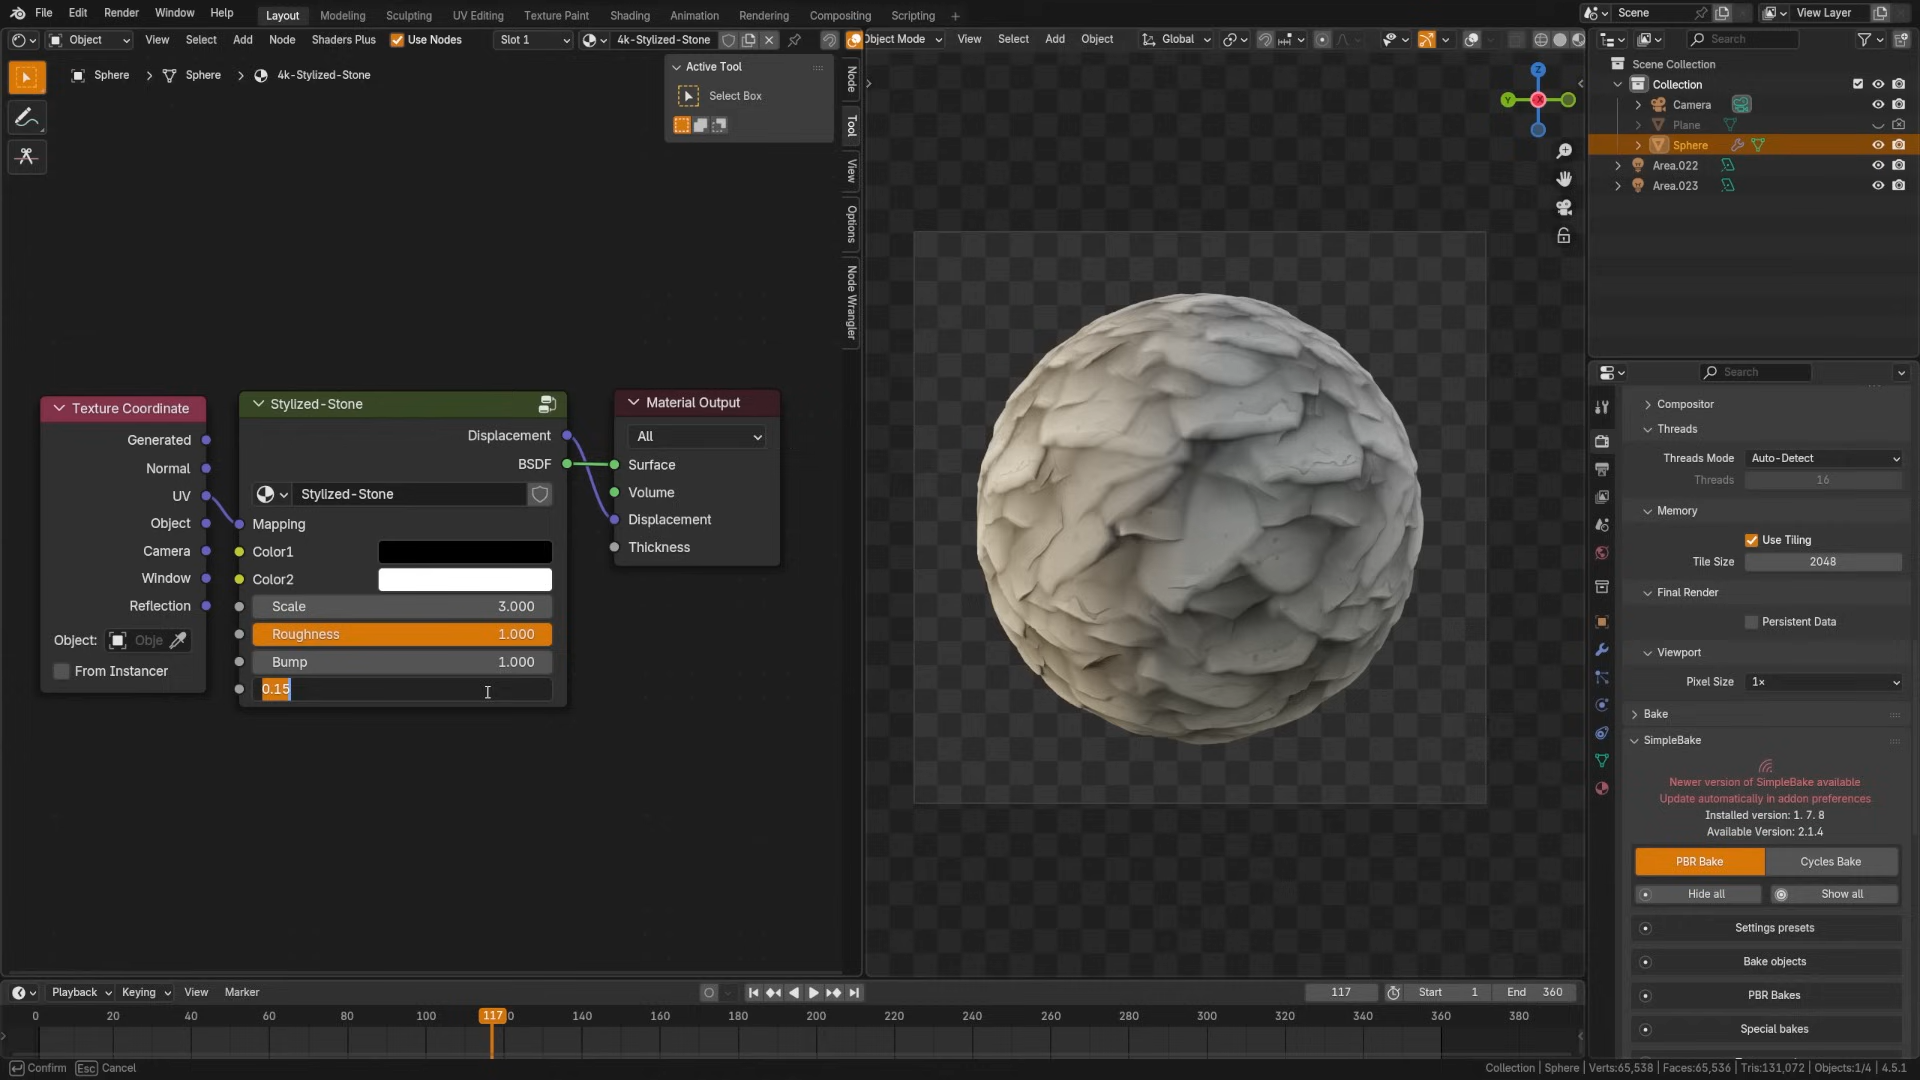 File Edit Render Window Help Layout Modeling Sculpting UV Editing Texture Paint Shading Animation Rendering Compositing Scripting + Scene View Layer
Object View Select Add Node Shaders Plus Use Nodes Slot 1 4k-Stylized-Stone Object Mode View Select Add Object Global Search
Sphere > Sphere > 4k-Stylized-Stone
Active Tool
Select Box
Node
Tool
View
Options
Node Wrangler
Texture Coordinate
Generated
Normal
UV
Object
Camera
Window
Reflection
Object: Obje
From Instancer
Stylized-Stone
Displacement
BSDF
Stylized-Stone
Mapping
Color1
Color2
Scale 3.000
Roughness 1.000
Bump 1.000
0.15
Material Output
All
Surface
Volume
Displacement
Thickness
Z
Y
X
Scene Collection
Collection
Camera
Plane
Sphere
Area.022
Area.023
Search
Compositor
Threads
Threads Mode Auto-Detect
Threads 16
Memory
Use Tiling
Tile Size 2048
Final Render
Persistent Data
Viewport
Pixel Size 1×
Bake
SimpleBake
Newer version of SimpleBake available
Update automatically in addon preferences
Installed version: 1. 7. 8
Available Version: 2.1.4
PBR Bake Cycles Bake
Hide all Show all
Settings presets
Bake objects
PBR Bakes
Special bakes
Playback Keying View Marker 117 Start 1 End 360
0 20 40 60 80 100 117 0 140 160 180 200 220 240 260 280 300 320 340 360 380
Confirm Esc Cancel Collection | Sphere | Verts:65,538 | Faces:65,536 | Tris:131,072 | Objects:1/4 | 4.5.1